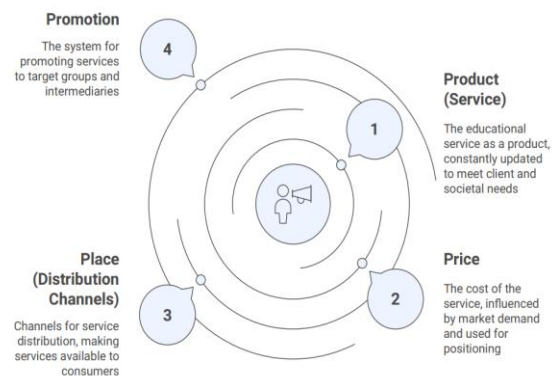 Promotion
The system for
promoting services
to target groups and
intermediaries
4
Product
(Service)
The educational
service as a product,
constantly updated
to meet client and
societal needs
1
Price
The cost of the
service, influenced
by market demand
and used for
positioning
2
Place
(Distribution
Channels)
Channels for service
distribution, making
services available to
consumers
3